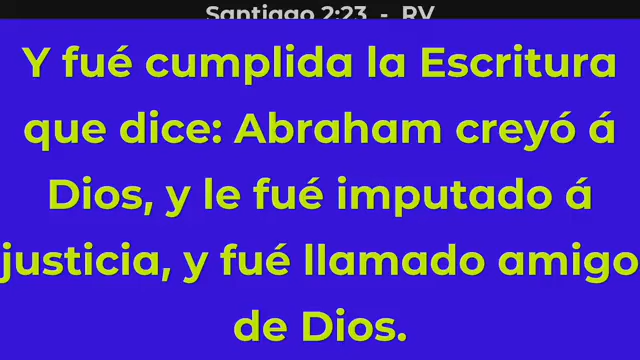 Santiago 2:23 - RV
Y fué cumplida la Escritura
que dice: Abraham creyó á
Dios, y le fué imputado á
justicia, y fué llamado amigo
de Dios.